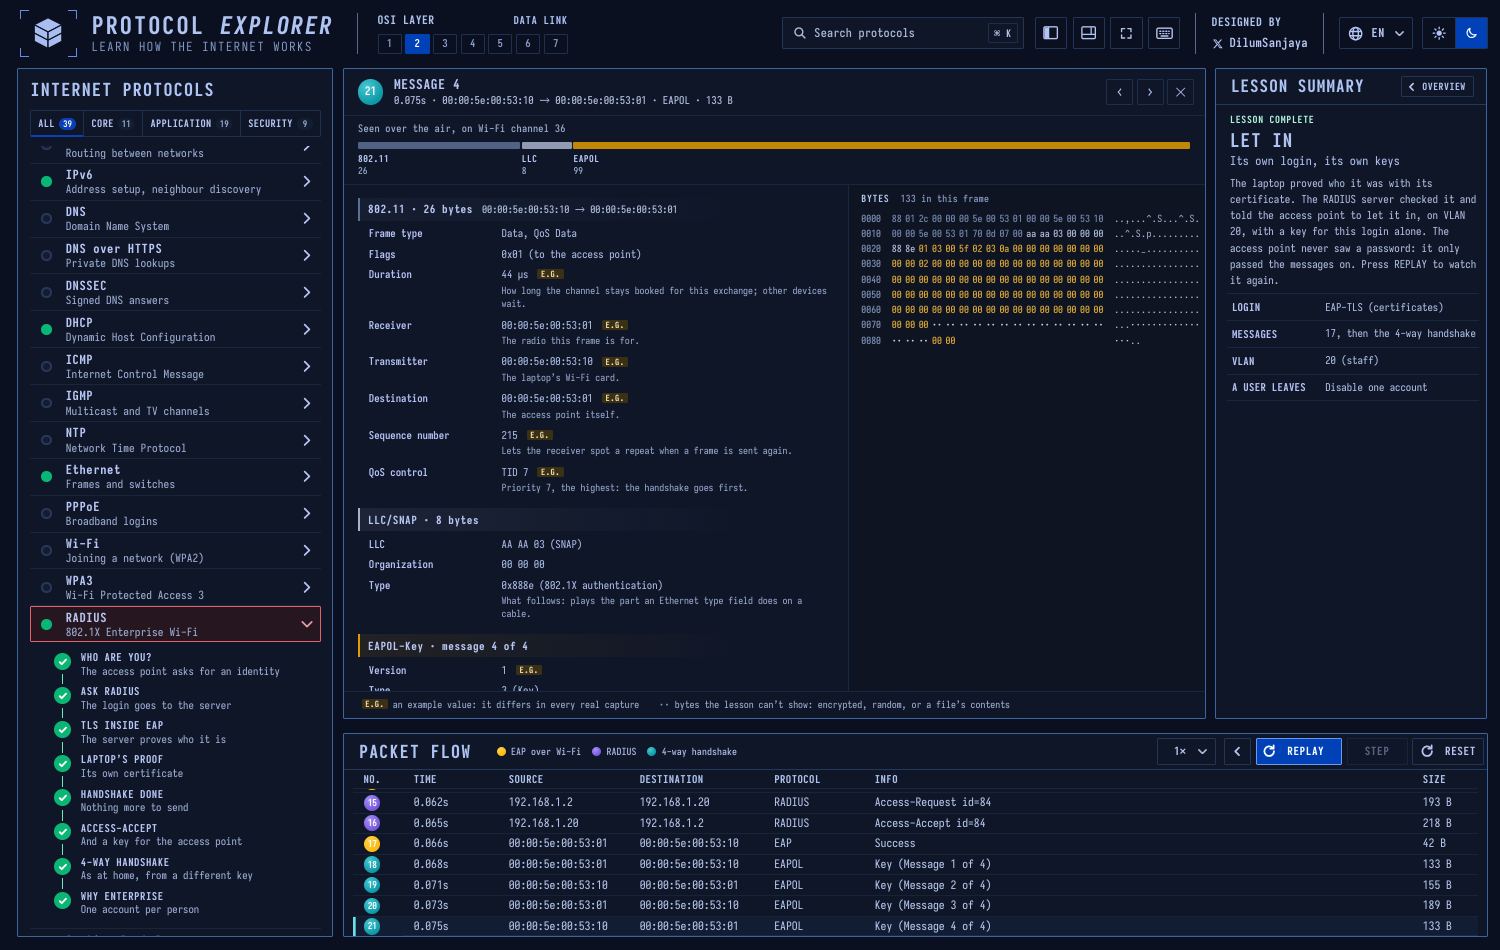 PROTOCOL EXPLORER
LEARN HOW THE INTERNET WORKS
OSI LAYER DATA LINK
1 2 3 4 5 6 7
Search protocols ⌘ K
DESIGNED BY
DilumSanjaya
EN
INTERNET PROTOCOLS
ALL 39 CORE 11 APPLICATION 19 SECURITY 9
Routing between networks
IPv6
Address setup, neighbour discovery
DNS
Domain Name System
DNS over HTTPS
Private DNS lookups
DNSSEC
Signed DNS answers
DHCP
Dynamic Host Configuration
ICMP
Internet Control Message
IGMP
Multicast and TV channels
NTP
Network Time Protocol
Ethernet
Frames and switches
PPPoE
Broadband logins
Wi-Fi
Joining a network (WPA2)
WPA3
Wi-Fi Protected Access 3
RADIUS
802.1X Enterprise Wi-Fi
WHO ARE YOU?
The access point asks for an identity
ASK RADIUS
The login goes to the server
TLS INSIDE EAP
The server proves who it is
LAPTOP'S PROOF
Its own certificate
HANDSHAKE DONE
Nothing more to send
ACCESS-ACCEPT
And a key for the access point
4-WAY HANDSHAKE
As at home, from a different key
WHY ENTERPRISE
One account per person
21 MESSAGE 4
0.075s · 00:00:5e:00:53:10 → 00:00:5e:00:53:01 · EAPOL · 133 B
Seen over the air, on Wi-Fi channel 36
802.11 LLC EAPOL
26 8 99
802.11 · 26 bytes 00:00:5e:00:53:10 → 00:00:5e:00:53:01
Frame type Data, QoS Data
Flags 0x01 (to the access point)
Duration 44 µs E.G.
How long the channel stays booked for this exchange; other devices
wait.
Receiver 00:00:5e:00:53:01 E.G.
The radio this frame is for.
Transmitter 00:00:5e:00:53:10 E.G.
The laptop's Wi-Fi card.
Destination 00:00:5e:00:53:01 E.G.
The access point itself.
Sequence number 215 E.G.
Lets the receiver spot a repeat when a frame is sent again.
QoS control TID 7 E.G.
Priority 7, the highest: the handshake goes first.
LLC/SNAP · 8 bytes
LLC AA AA 03 (SNAP)
Organization 00 00 00
Type 0x888e (802.1X authentication)
What follows: plays the part an Ethernet type field does on a
cable.
EAPOL-Key · message 4 of 4
Version 1 E.G.
Type 3 (Key)
E.G. an example value: it differs in every real capture ·· bytes the lesson can't show: encrypted, random, or a file's contents
BYTES 133 in this frame
0000 88 01 2c 00 00 00 5e 00 53 01 00 00 5e 00 53 10 ..,...^.S...^.S.
0010 00 00 5e 00 53 01 70 0d 07 00 aa aa 03 00 00 00 ..^.S.p.........
0020 88 8e 01 03 00 5f 02 03 0a 00 00 00 00 00 00 00 ....._..........
0030 00 00 02 00 00 00 00 00 00 00 00 00 00 00 00 00 ................
0040 00 00 00 00 00 00 00 00 00 00 00 00 00 00 00 00 ................
0050 00 00 00 00 00 00 00 00 00 00 00 00 00 00 00 00 ................
0060 00 00 00 00 00 00 00 00 00 00 00 00 00 00 00 00 ................
0070 00 00 00 ·· ·· ·· ·· ·· ·· ·· ·· ·· ·· ·· ·· ·· ...·············
0080 ·· ·· ·· 00 00 ···..
LESSON SUMMARY OVERVIEW
LESSON COMPLETE
LET IN
Its own login, its own keys
The laptop proved who it was with its
certificate. The RADIUS server checked it and
told the access point to let it in, on VLAN
20, with a key for this login alone. The
access point never saw a password: it only
passed the messages on. Press REPLAY to watch
it again.
LOGIN EAP-TLS (certificates)
MESSAGES 17, then the 4-way handshake
VLAN 20 (staff)
A USER LEAVES Disable one account
PACKET FLOW EAP over Wi-Fi RADIUS 4-way handshake 1× REPLAY STEP RESET
NO. TIME SOURCE DESTINATION PROTOCOL INFO SIZE
15 0.062s 192.168.1.2 192.168.1.20 RADIUS Access-Request id=84 193 B
16 0.065s 192.168.1.20 192.168.1.2 RADIUS Access-Accept id=84 218 B
17 0.066s 00:00:5e:00:53:01 00:00:5e:00:53:10 EAP Success 42 B
18 0.068s 00:00:5e:00:53:01 00:00:5e:00:53:10 EAPOL Key (Message 1 of 4) 133 B
19 0.071s 00:00:5e:00:53:10 00:00:5e:00:53:01 EAPOL Key (Message 2 of 4) 155 B
20 0.073s 00:00:5e:00:53:01 00:00:5e:00:53:10 EAPOL Key (Message 3 of 4) 189 B
21 0.075s 00:00:5e:00:53:10 00:00:5e:00:53:01 EAPOL Key (Message 4 of 4) 133 B